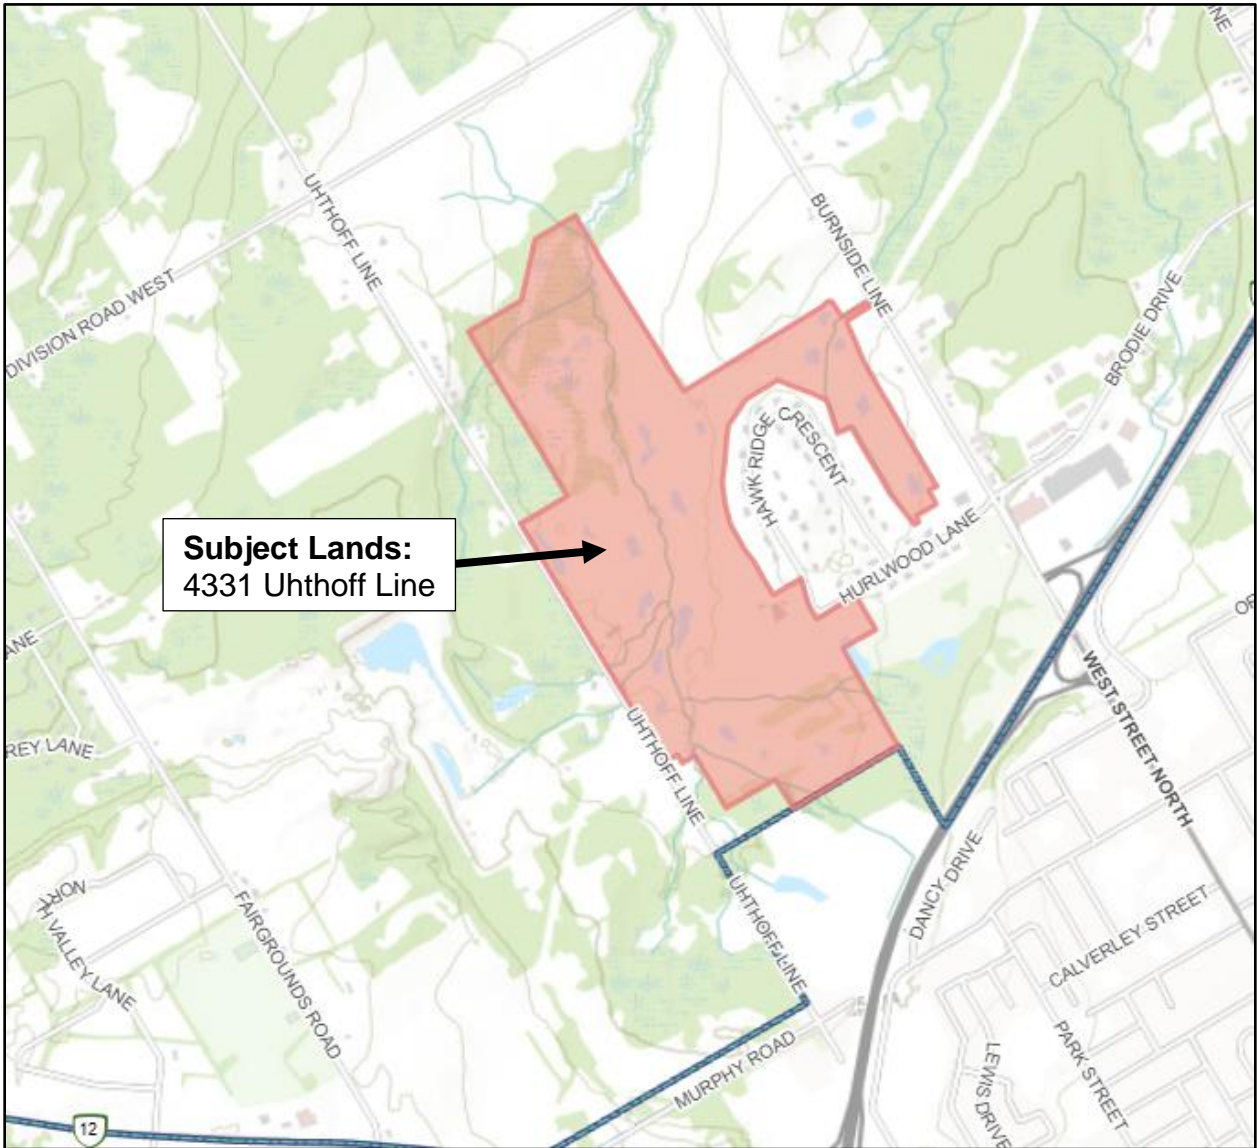 UHTHOFF LINE
BURNSIDE LINE
DIVISION ROAD WEST
BRODIE DRIVE
HAWK RIDGE
CRESCENT
HURLWOOD LANE
Subject Lands:
4331 Uhthoff Line
WEST STREET NORTH
REY LANE
UHTHOFF LINE
UHTHOFF LINE
DANCY DRIVE
CALVERLEY STREET
NORTH VALLEY LANE
FAIRGROUNDS ROAD
MURPHY ROAD
LEWIS DRIVE
PARK STREET
12